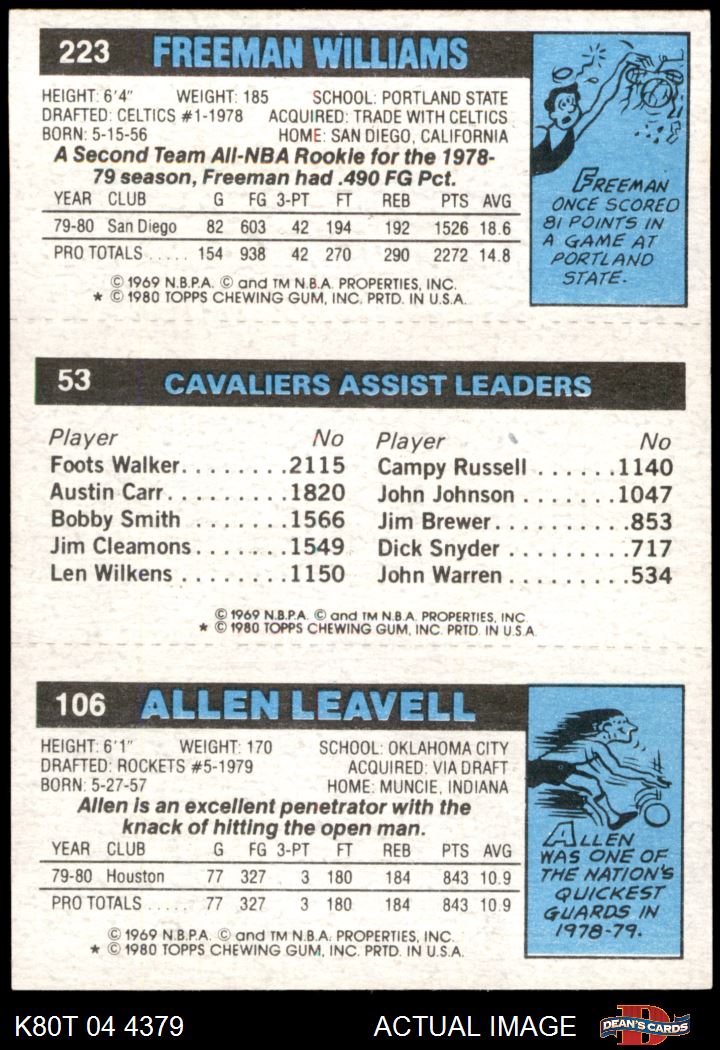 223 FREEMAN WILLIAMS
HEIGHT: 6'4" WEIGHT: 185 SCHOOL: PORTLAND STATE
DRAFTED: CELTICS #1-1978 ACQUIRED: TRADE WITH CELTICS
BORN: 5-15-56 HOME: SAN DIEGO, CALIFORNIA
A Second Team All-NBA Rookie for the 1978-
79 season, Freeman had .490 FG Pct.
YEAR CLUB G FG 3-PT FT REB PTS AVG
79-80 San Diego 82 603 42 194 192 1526 18.6
PRO TOTALS ..... 154 938 42 270 290 2272 14.8
© 1969 N.B.P.A. © and TM N.B.A. PROPERTIES, INC.
* © 1980 TOPPS CHEWING GUM, INC. PRTD. IN U.S.A.
FREEMAN
ONCE SCORED
81 POINTS IN
A GAME AT
PORTLAND
STATE.
53 CAVALIERS ASSIST LEADERS
Player No Player No
Foots Walker........2115 Campy Russell ......1140
Austin Carr.........1820 John Johnson .......1047
Bobby Smith .......1566 Jim Brewer..........853
Jim Cleamons......1549 Dick Snyder .........717
Len Wilkens .......1150 John Warren .........534
© 1969 N.B.P.A. © and TM N.B.A. PROPERTIES, INC.
* © 1980 TOPPS CHEWING GUM, INC. PRTD. IN U.S.A.
106 ALLEN LEAVELL
HEIGHT: 6'1" WEIGHT: 170 SCHOOL: OKLAHOMA CITY
DRAFTED: ROCKETS #5-1979 ACQUIRED: VIA DRAFT
BORN: 5-27-57 HOME: MUNCIE, INDIANA
Allen is an excellent penetrator with the
knack of hitting the open man.
YEAR CLUB G FG 3-PT FT REB PTS AVG
79-80 Houston 77 327 3 180 184 843 10.9
PRO TOTALS ..... 77 327 3 180 184 843 10.9
© 1969 N.B.P.A. © and TM N.B.A. PROPERTIES, INC.
* © 1980 TOPPS CHEWING GUM, INC. PRTD. IN U.S.A.
ALLEN
WAS ONE OF
THE NATION'S
QUICKEST
GUARDS IN
1978-79.
K80T 04 4379 ACTUAL IMAGE D DEAN'S CARDS